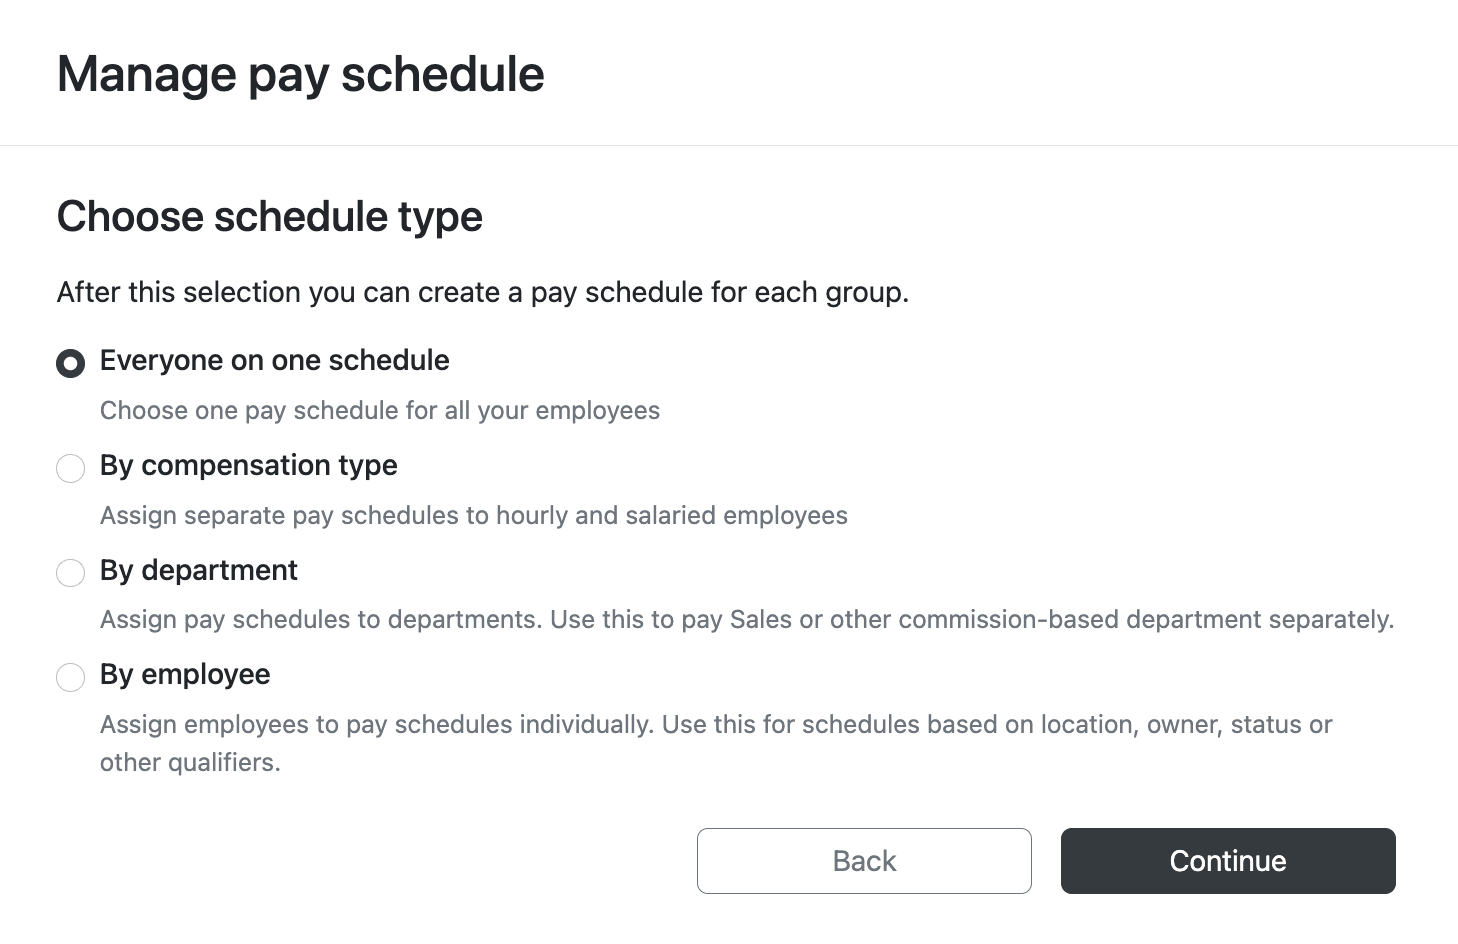 Manage pay schedule
Choose schedule type
After this selection you can create a pay schedule for each group.
Everyone on one schedule
Choose one pay schedule for all your employees
By compensation type
Assign separate pay schedules to hourly and salaried employees
By department
Assign pay schedules to departments. Use this to pay Sales or other commission-based department separately.
By employee
Assign employees to pay schedules individually. Use this for schedules based on location, owner, status or
other qualifiers.
Back
Continue